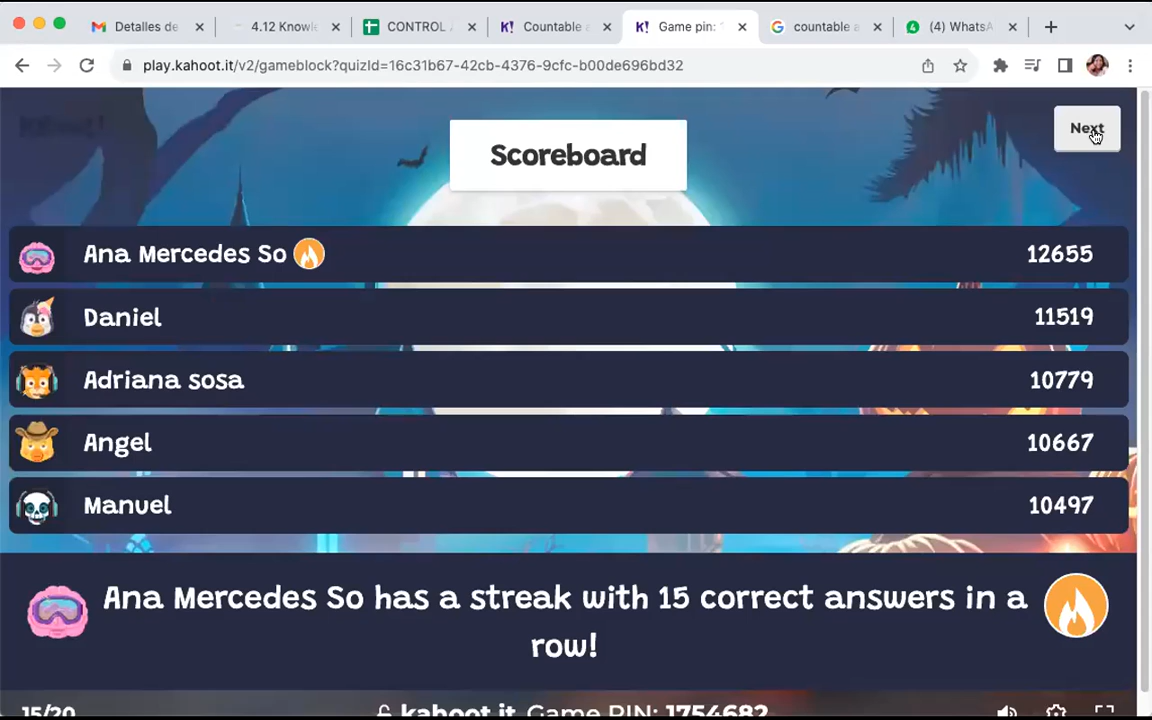 Detalles de
4.12 Knowl
CONTROL
Countable
Game pin:
countable a
(4) WhatsA
play.kahoot.it/v2/gameblock?quizId=16c31b67-42cb-4376-9cfc-b00de696bd32
Next
Scoreboard
Ana Mercedes So 12655
Daniel 11519
Adriana sosa 10779
Angel 10667
Manuel 10497
Ana Mercedes So has a streak with 15 correct answers in a
row!
15/20 kahoot.it Game PIN: 1754682